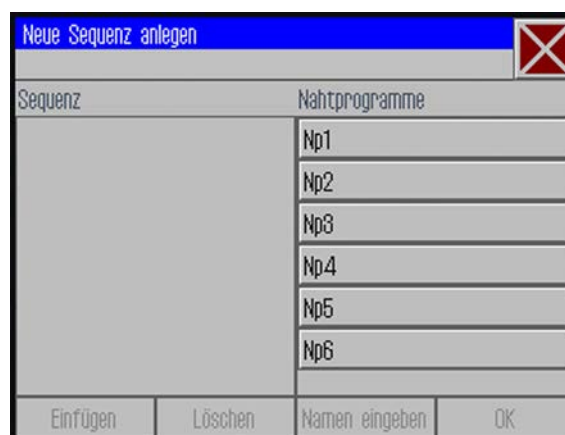 Neue Sequenz anlegen
Sequenz Nahtprogramme
Np1
Np2
Np3
Np4
Np5
Np6
Einfügen Löschen Namen eingeben OK